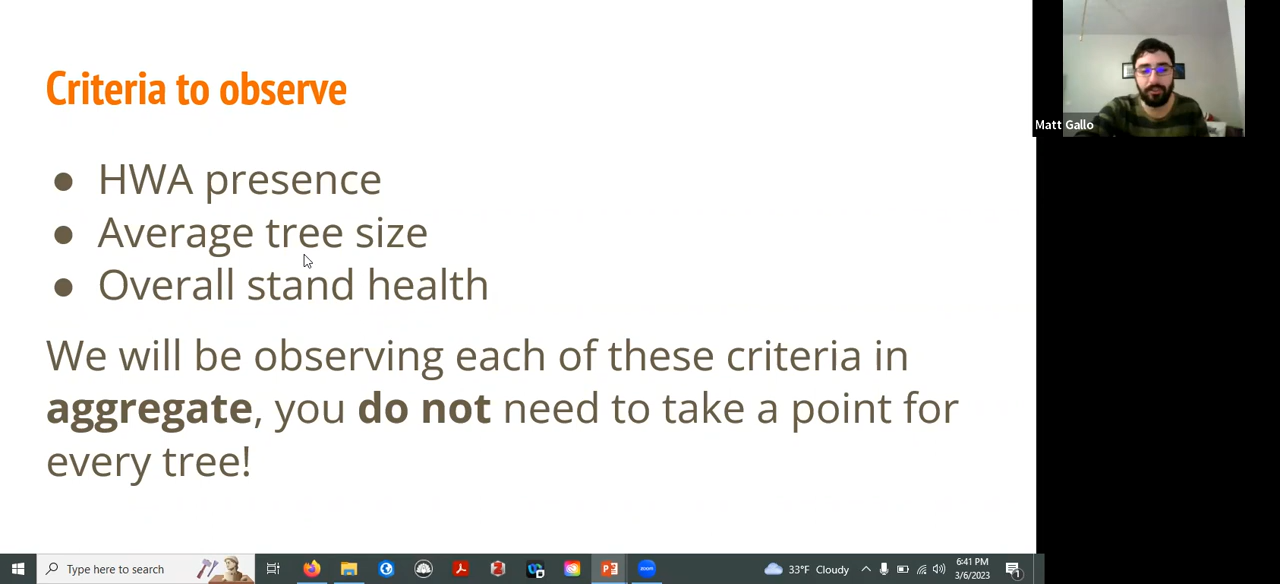 Criteria to observe
● HWA presence
● Average tree size
● Overall stand health
We will be observing each of these criteria in
aggregate, you do not need to take a point for
every tree!
Matt Gallo
Type here to search
zoom
33°F Cloudy
6:41 PM
3/6/2023
1